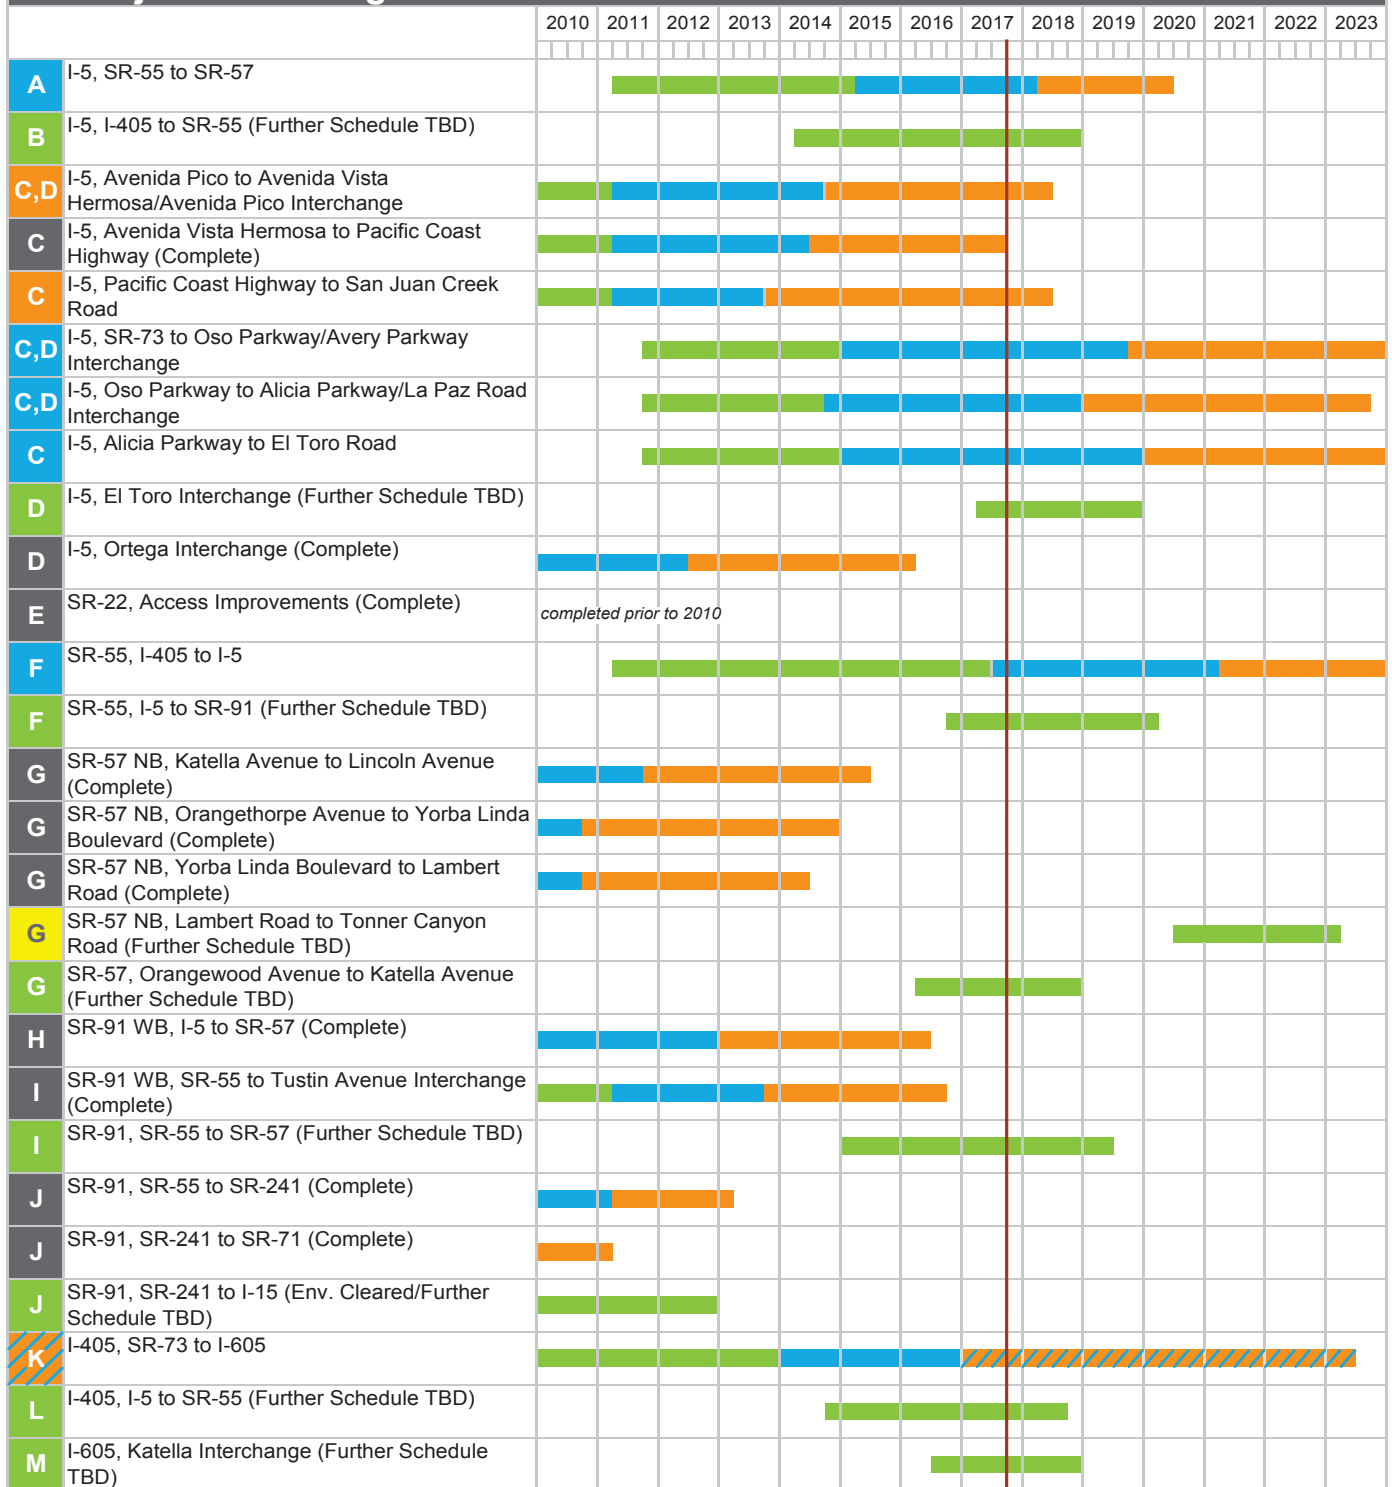 2010 2011 2012 2013 2014 2015 2016 2017 2018 2019 2020 2021 2022 2023
A I-5, SR-55 to SR-57
B I-5, I-405 to SR-55 (Further Schedule TBD)
C,D I-5, Avenida Pico to Avenida Vista
Hermosa/Avenida Pico Interchange
C I-5, Avenida Vista Hermosa to Pacific Coast
Highway (Complete)
C I-5, Pacific Coast Highway to San Juan Creek
Road
C,D I-5, SR-73 to Oso Parkway/Avery Parkway
Interchange
C,D I-5, Oso Parkway to Alicia Parkway/La Paz Road
Interchange
C I-5, Alicia Parkway to El Toro Road
D I-5, El Toro Interchange (Further Schedule TBD)
D I-5, Ortega Interchange (Complete)
E SR-22, Access Improvements (Complete)
completed prior to 2010
F SR-55, I-405 to I-5
F SR-55, I-5 to SR-91 (Further Schedule TBD)
G SR-57 NB, Katella Avenue to Lincoln Avenue
(Complete)
G SR-57 NB, Orangethorpe Avenue to Yorba Linda
Boulevard (Complete)
G SR-57 NB, Yorba Linda Boulevard to Lambert
Road (Complete)
G SR-57 NB, Lambert Road to Tonner Canyon
Road (Further Schedule TBD)
G SR-57, Orangewood Avenue to Katella Avenue
(Further Schedule TBD)
H SR-91 WB, I-5 to SR-57 (Complete)
I SR-91 WB, SR-55 to Tustin Avenue Interchange
(Complete)
I SR-91, SR-55 to SR-57 (Further Schedule TBD)
J SR-91, SR-55 to SR-241 (Complete)
J SR-91, SR-241 to SR-71 (Complete)
J SR-91, SR-241 to I-15 (Env. Cleared/Further
Schedule TBD)
K I-405, SR-73 to I-605
L I-405, I-5 to SR-55 (Further Schedule TBD)
M I-605, Katella Interchange (Further Schedule
TBD)